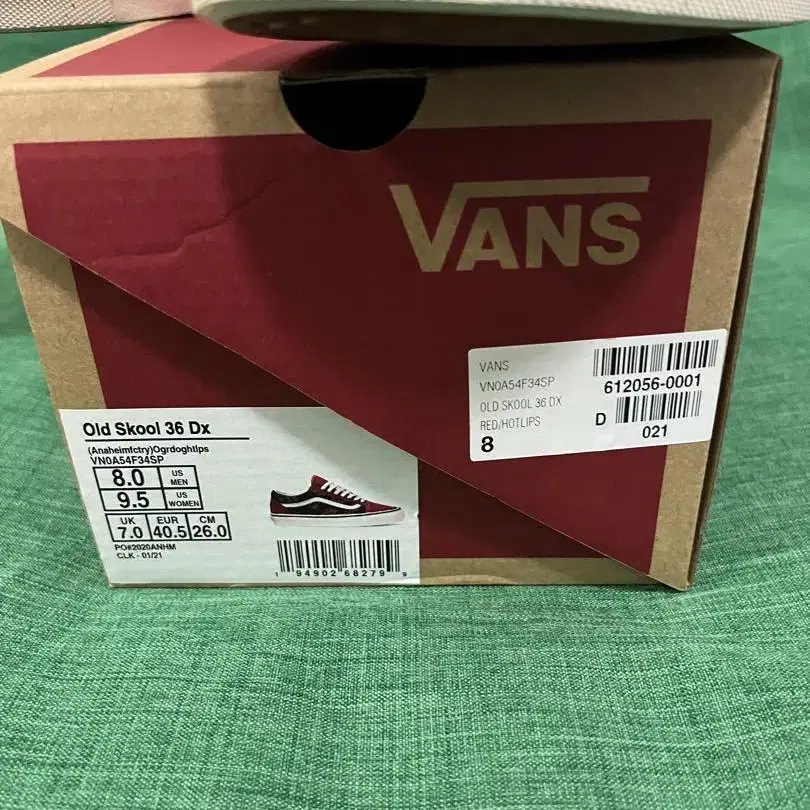 VANS
VANS
VN0A54F34SP
OLD SKOOL 36 DX
RED/HOTLIPS
8
612056-0001
D
021
Old Skool 36 Dx
(Anaheimfctry)Ogrdoghtlps
VN0A54F34SP
8.0 US MEN
9.5 US WOMEN
UK EUR CM
7.0 40.5 26.0
PO#2020ANHM
CLK - 01/21
1 94902 68279 9